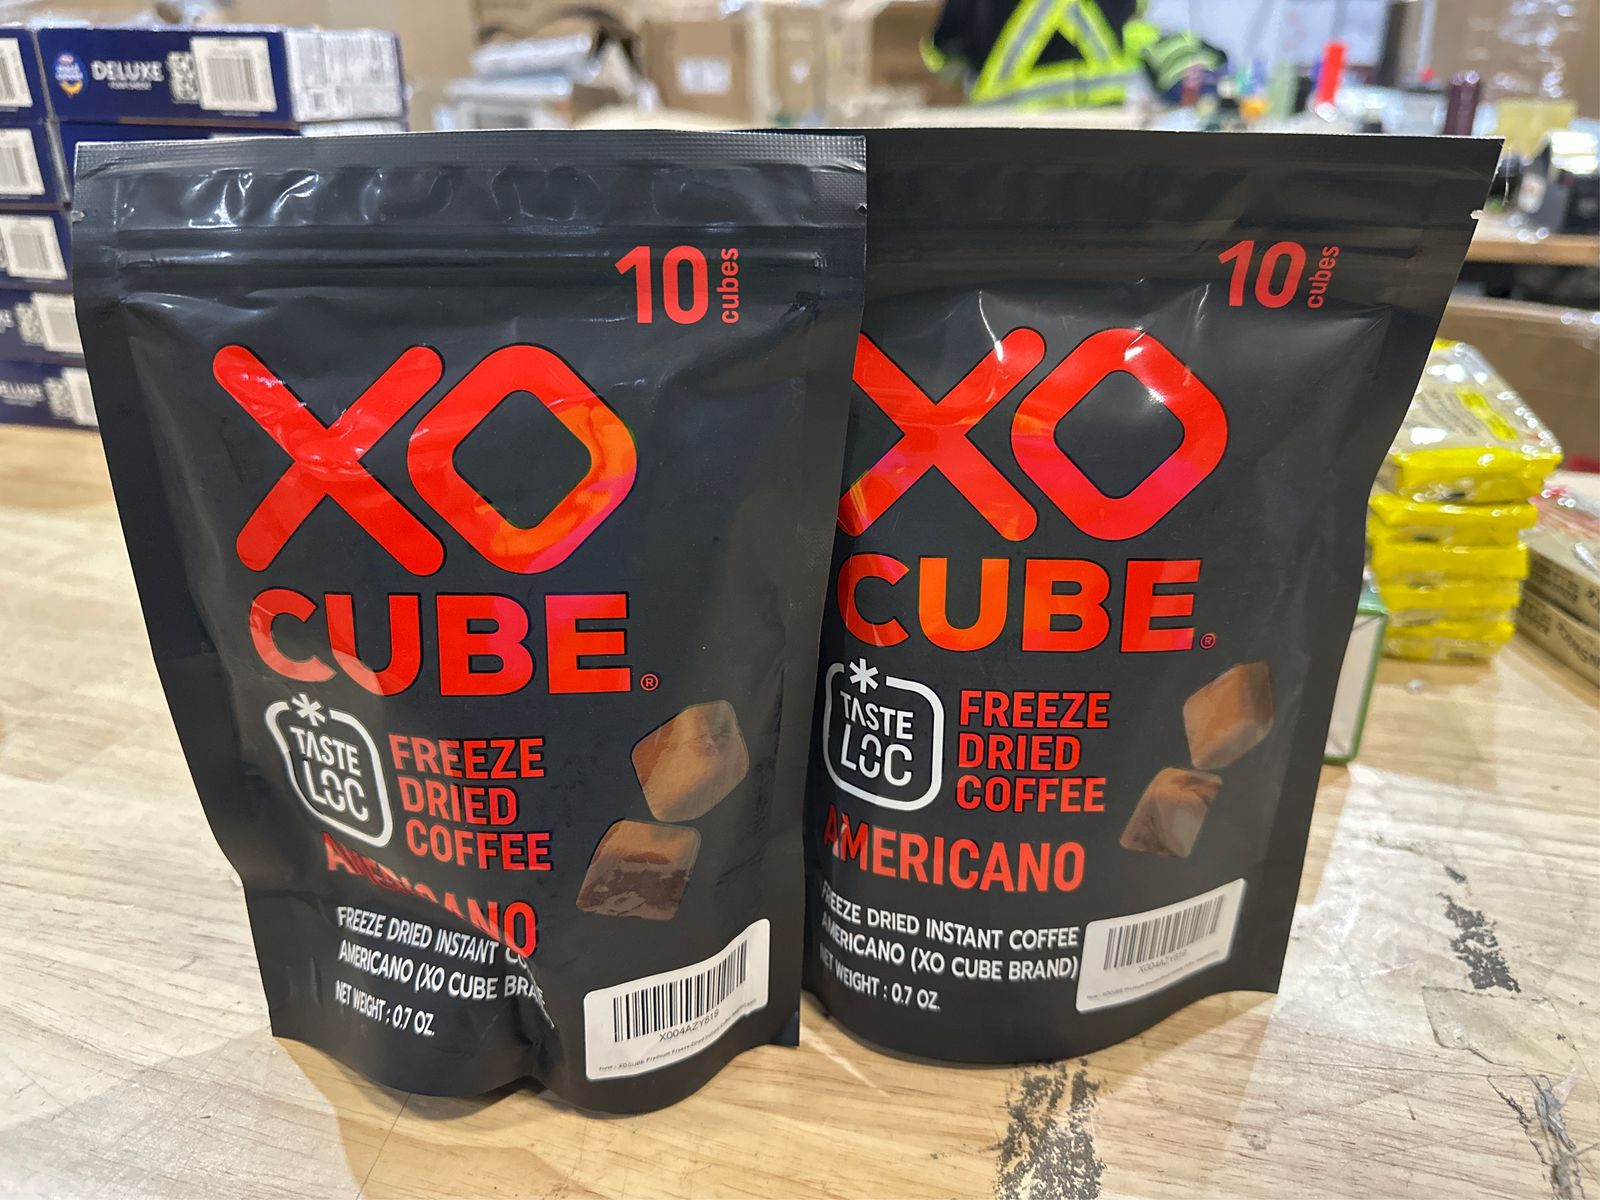 DELUXE
10 cubes
XO
CUBE®
TASTE
LOC
FREEZE
DRIED
COFFEE
AMERICANO
FREEZE DRIED INSTANT
AMERICANO (XO CUBE
NET WEIGHT : 0.7 OZ.
X004AZY619
10 cubes
XO
CUBE®
TASTE
LOC
FREEZE
DRIED
COFFEE
AMERICANO
FREEZE DRIED INSTANT COFFEE
AMERICANO (XO CUBE BRAND)
NET WEIGHT : 0.7 OZ.
X004AZY619